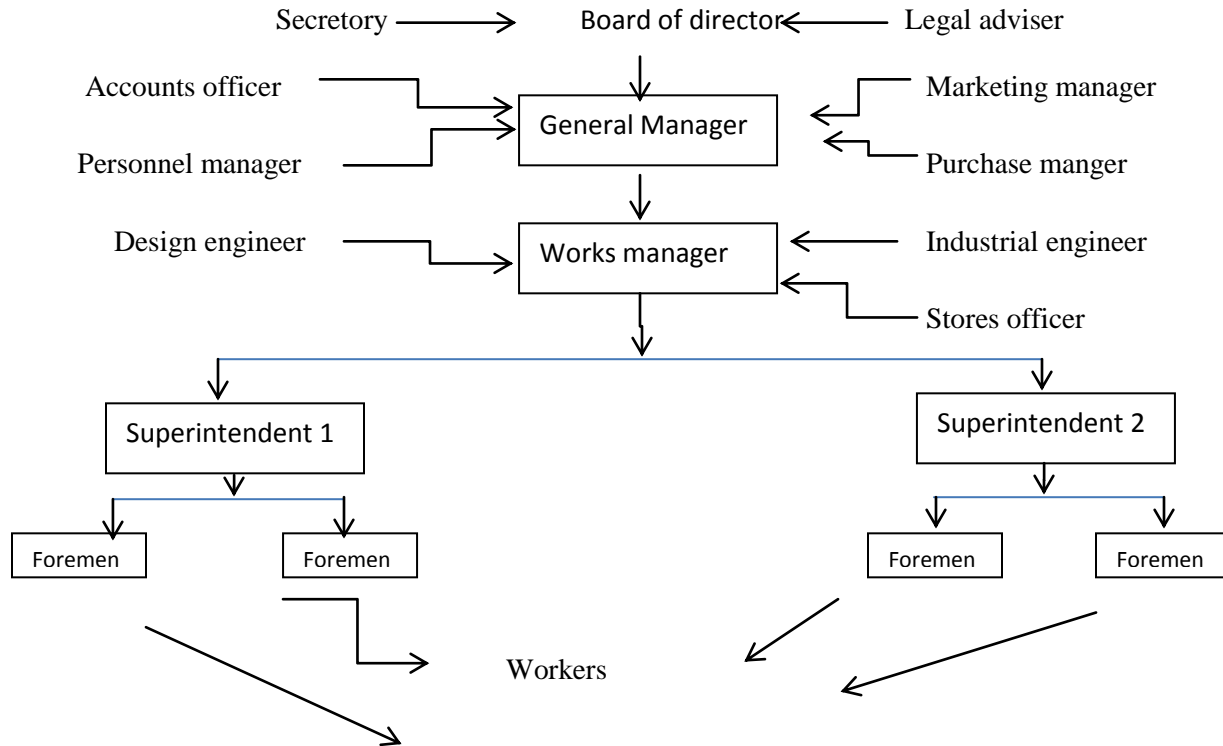 Secretory Board of director Legal adviser
Accounts officer Marketing manager
General Manager
Personnel manager Purchase manger
Design engineer Works manager Industrial engineer
Stores officer
Superintendent 1 Superintendent 2
Foremen Foremen Foremen Foremen
Workers